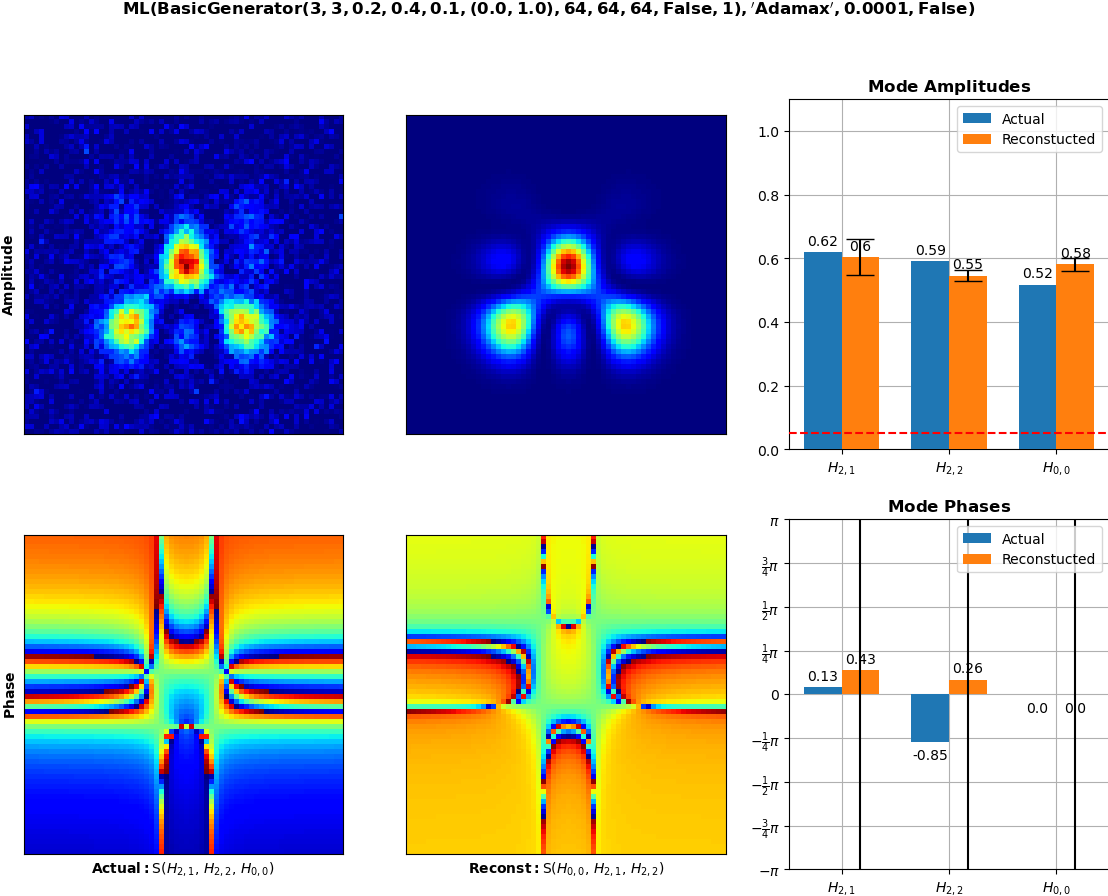 ML(BasicGenerator(3, 3, 0.2, 0.4, 0.1, (0.0, 1.0), 64, 64, 64, False, 1), ′Adamax′, 0.0001, False)
Amplitude
Mode Amplitudes
Actual
Reconstucted
1.0
0.8
0.6
0.4
0.2
0.0
0.62
0.6
0.59
0.55
0.52
0.58
H2,1
H2,2
H0,0
Phase
Actual: S(H2,1, H2,2, H0,0)
Reconst: S(H0,0, H2,1, H2,2)
Mode Phases
Actual
Reconstucted
π
3/4π
1/2π
1/4π
0
−1/4π
−1/2π
−3/4π
−π
0.13
0.43
-0.85
0.26
0.0
0.0
H2,1
H2,2
H0,0